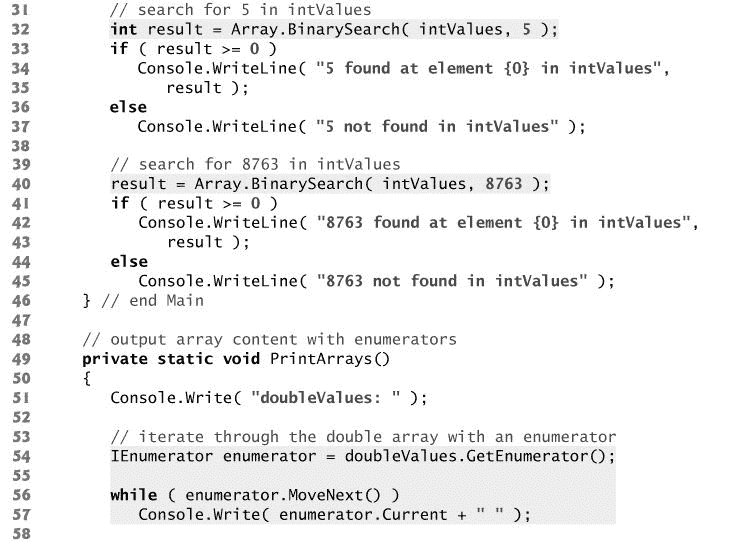 31 // search for 5 in intValues
32 int result = Array.BinarySearch( intValues, 5 );
33 if ( result >= 0 )
34 Console.WriteLine( "5 found at element {0} in intValues",
35 result );
36 else
37 Console.WriteLine( "5 not found in intValues" );
38
39 // search for 8763 in intValues
40 result = Array.BinarySearch( intValues, 8763 );
41 if ( result >= 0 )
42 Console.WriteLine( "8763 found at element {0} in intValues",
43 result );
44 else
45 Console.WriteLine( "8763 not found in intValues" );
46 } // end Main
47
48 // output array content with enumerators
49 private static void PrintArrays()
50 {
51 Console.Write( "doubleValues: " );
52
53 // iterate through the double array with an enumerator
54 IEnumerator enumerator = doubleValues.GetEnumerator();
55
56 while ( enumerator.MoveNext() )
57 Console.Write( enumerator.Current + " " );
58